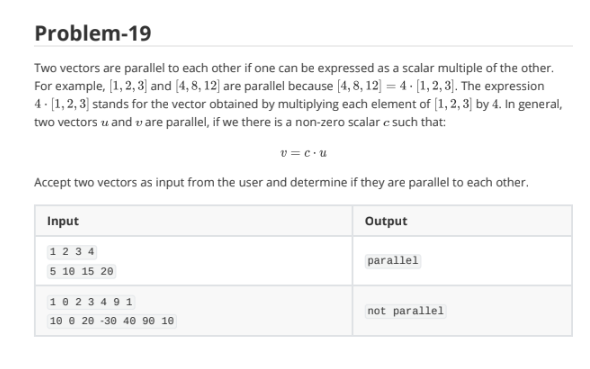 Problem-19
Two vectors are parallel to each other if one can be expressed as a scalar multiple of the other.
For example, [1, 2, 3] and [4, 8, 12] are parallel because [4, 8, 12] = 4 · [1, 2, 3]. The expression
4 · [1, 2, 3] stands for the vector obtained by multiplying each element of [1, 2, 3] by 4. In general,
two vectors u and v are parallel, if we there is a non-zero scalar c such that:
v = c · u
Accept two vectors as input from the user and determine if they are parallel to each other.
Input Output
1 2 3 4
5 10 15 20
parallel
1 0 2 3 4 9 1
10 0 20 -30 40 90 10
not parallel